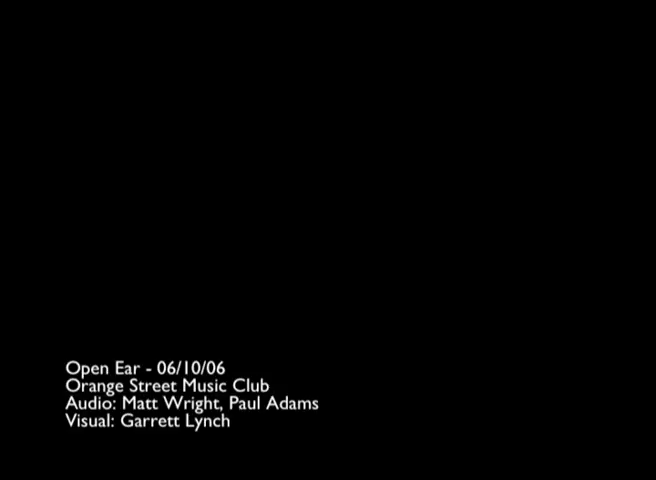 Open Ear - 06/10/06
Orange Street Music Club
Audio: Matt Wright, Paul Adams
Visual: Garrett Lynch